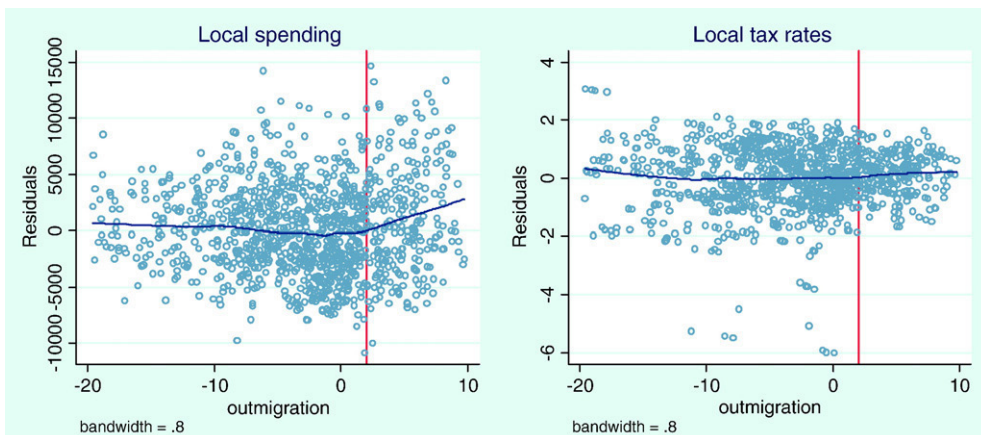 Local spending
Residuals
15000
10000
5000
0
-5000
-10000
-20
-10
0
10
outmigration
bandwidth = .8
Local tax rates
Residuals
4
2
0
-2
-4
-6
-20
-10
0
10
outmigration
bandwidth = .8